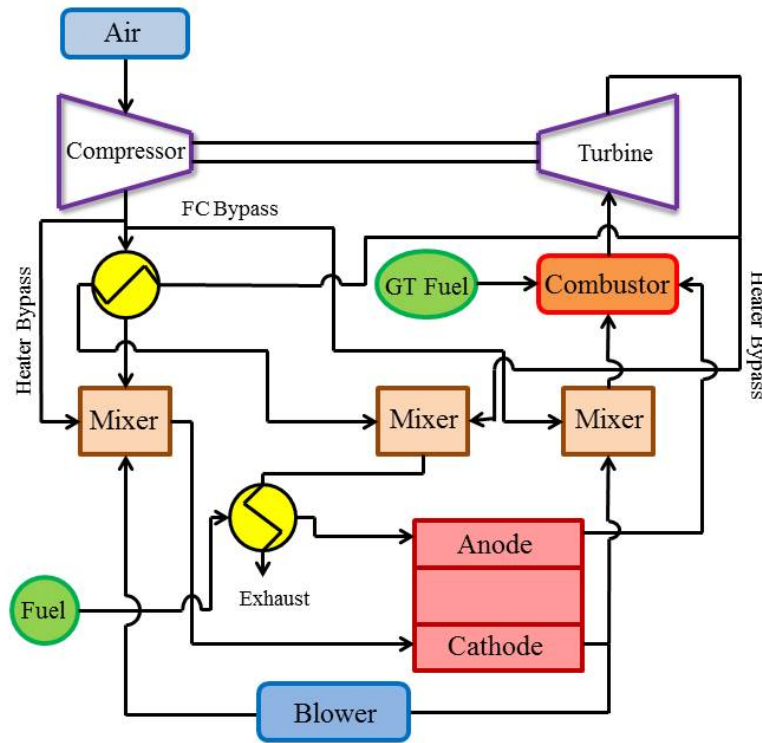 Air
Compressor
Turbine
FC Bypass
Heater Bypass
GT Fuel
Combustor
Heater Bypass
Mixer
Mixer
Mixer
Anode
Exhaust
Fuel
Cathode
Blower